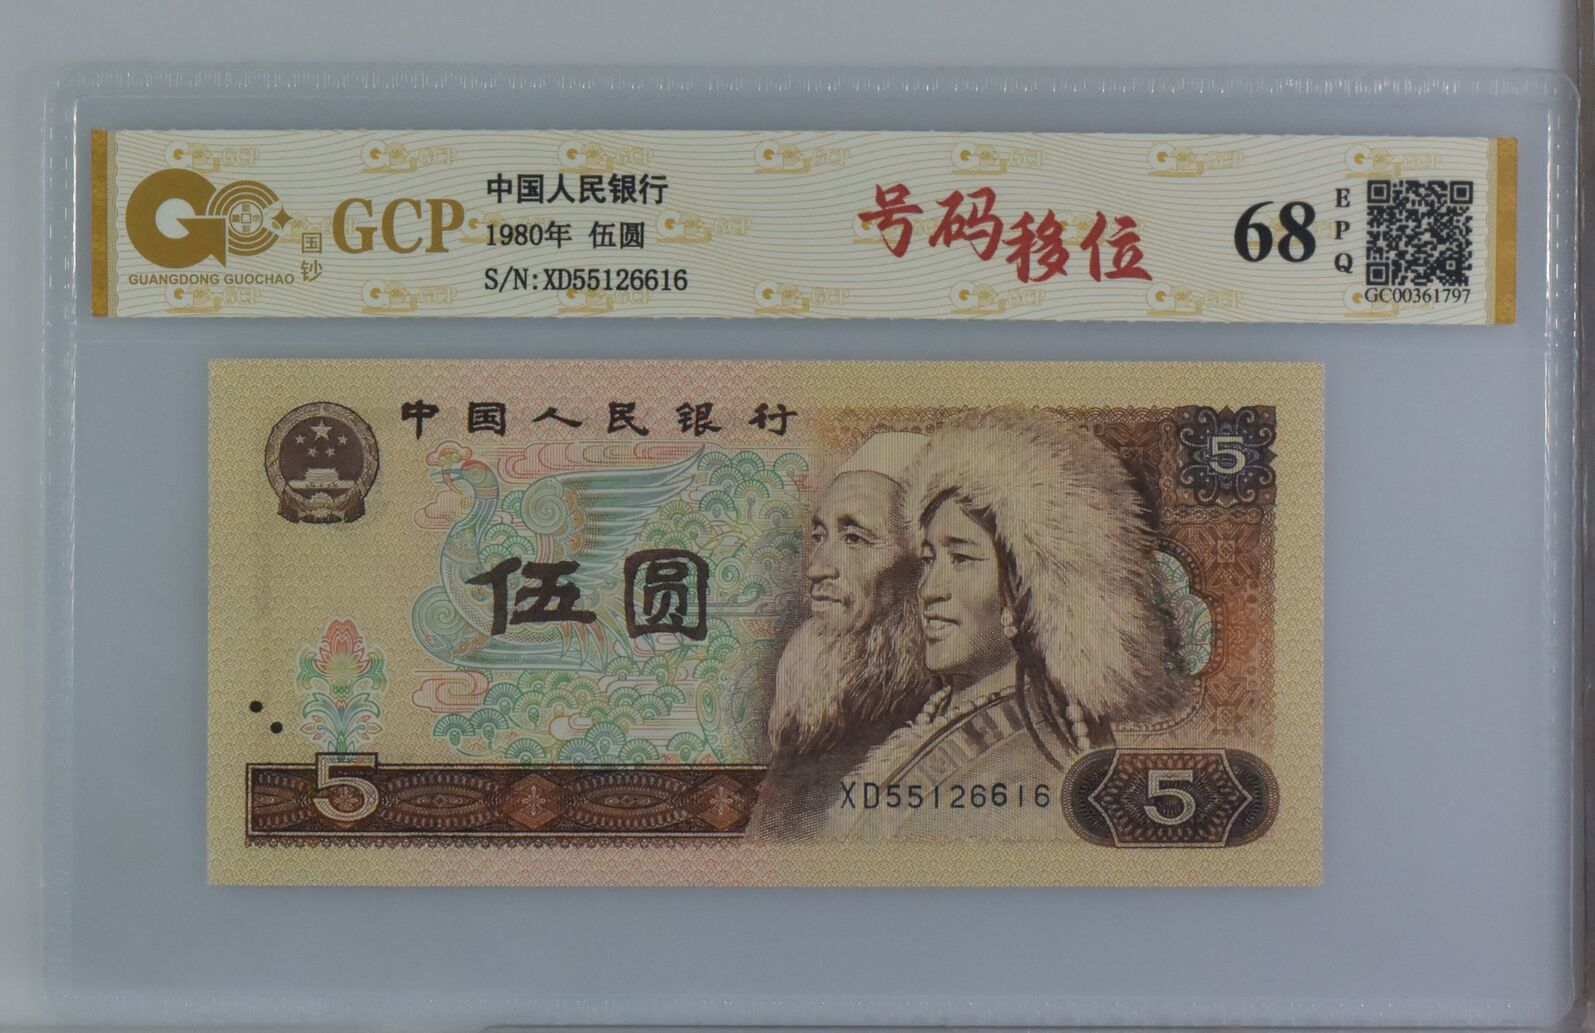 GUANGDONG GUOCHAO
国钞
GCP
中国人民银行
1980年 伍圆
S/N:XD55126616
号码移位
68
EPQ
GC00361797
中国人民银行
5
伍圆
5
XD55126616
5